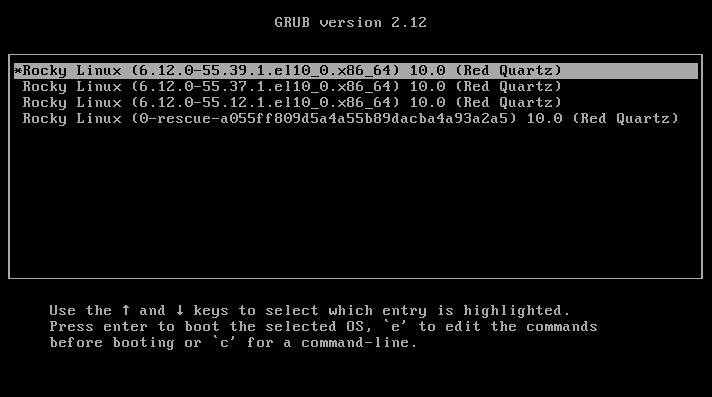 GRUB version 2.12
*Rocky Linux (6.12.0-55.39.1.el10_0.x86_64) 10.0 (Red Quartz)
Rocky Linux (6.12.0-55.37.1.el10_0.x86_64) 10.0 (Red Quartz)
Rocky Linux (6.12.0-55.12.1.el10_0.x86_64) 10.0 (Red Quartz)
Rocky Linux (0-rescue-a055ff809d5a4a55b89dacba4a93a2a5) 10.0 (Red Quartz)
Use the ↑ and ↓ keys to select which entry is highlighted.
Press enter to boot the selected OS, `e' to edit the commands
before booting or `c' for a command-line.